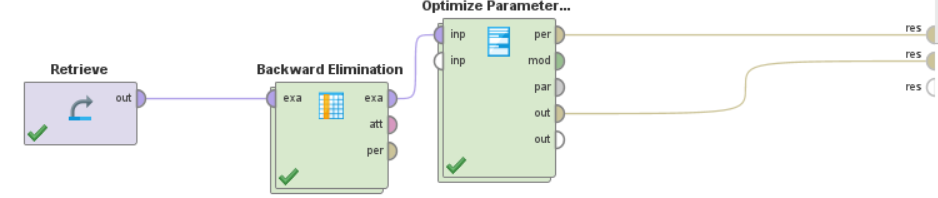 Optimize Parameter...
inp per res
inp mod res
Retrieve Backward Elimination
par res
out exa exa out
att out
per